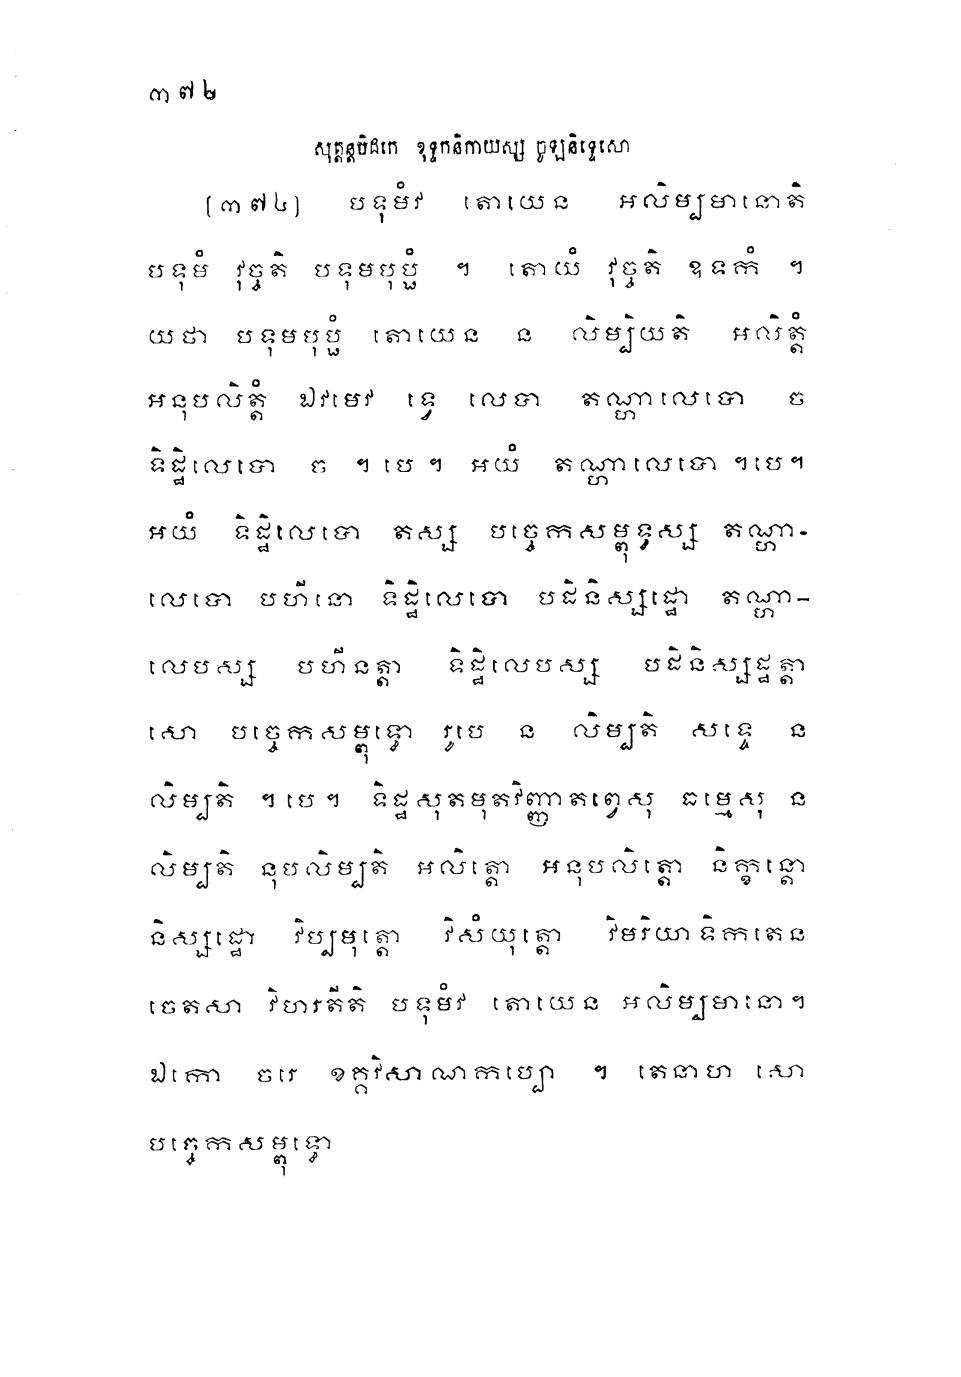 ៣៧២
សុត្តន្តបិដកេ ខុទ្ទកនិកាយស្ស ចូឡនិទ្ទេសោ
[៣៧៤] បទុមំវ តោយេន អលិម្បមានោតិ
បទុមំ វុច្ចតិ បទុមបុប្ផំ ។ តោយំ វុច្ចតិ ឧទកំ ។
យថា បទុមបុប្ផំ តោយេន ន លិម្បិយតិ អលិត្តំ
អនុបលិត្តំ ឯវមេវ ទ្វេ លេបា តណ្ហាលេបោ ច
ទិដ្ឋិលេបោ ច ។ បេ ។ អយំ តណ្ហាលេបោ ។ បេ ។
អយំ ទិដ្ឋិលេបោ តស្ស បច្ចេកសម្ពុទ្ធស្ស តណ្ហា-
លេបោ បហីនោ ទិដ្ឋិលេបោ បដិនិស្សដ្ឋោ តណ្ហា-
លេបស្ស បហីនត្តា ទិដ្ឋិលេបស្ស បដិនិស្សដ្ឋត្តា
សោ បច្ចេកសម្ពុទ្ធោ រូបេ ន លិម្បតិ សទ្ទេ ន
លិម្បតិ ។ បេ ។ ទិដ្ឋសុតមុតវិញ្ញាតព្វេសុ ធម្មេសុ ន
លិម្បតិ នុបលិម្បតិ អលិត្តោ អនុបលិត្តោ និក្ខន្តោ
និស្សដ្ឋោ វិប្បមុត្តោ វិសំយុត្តោ វិមរិយាទិកតេន
ចេតសា វិហរតីតិ បទុមំវ តោយេន អលិម្បមានោ ។
ឯកោ ចរេ ខគ្គវិសាណកប្បោ ។ តេនាហ សោ
បច្ចេកសម្ពុទ្ធោ